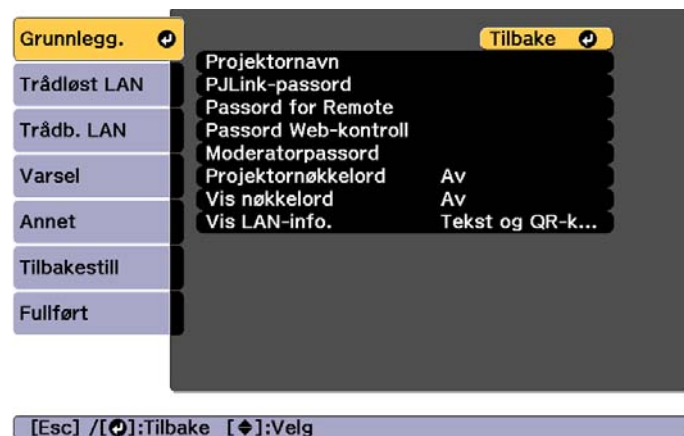 Grunnlegg.
Trådløst LAN
Trådb. LAN
Varsel
Annet
Tilbakestill
Fullført
Tilbake
Projektornavn
PJLink-passord
Passord for Remote
Passord Web-kontroll
Moderatorpassord
Projektornøkkelord Av
Vis nøkkelord Av
Vis LAN-info. Tekst og QR-k...
[Esc] /[⏎]:Tilbake [◆]:Velg